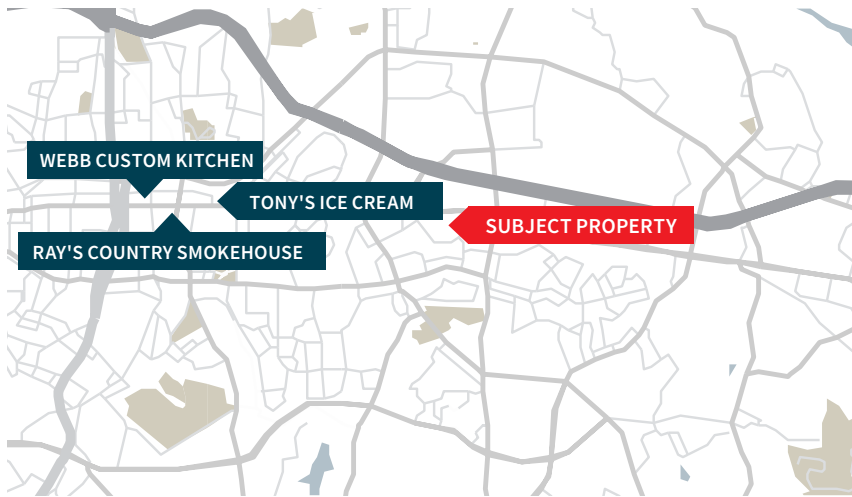 WEBB CUSTOM KITCHEN
TONY'S ICE CREAM
SUBJECT PROPERTY
RAY'S COUNTRY SMOKEHOUSE